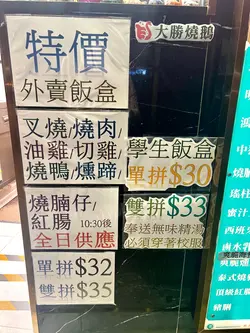 特價
外賣飯盒
叉燒/燒肉/
油雞/切雞/
燒鴨/燻蹄/
燒腩仔/
紅腸 10:30後
全日供應
單拼$32
雙拼$35
大勝燒鵝
學生飯盒
單拼$30
雙拼$33
奉送無味精湯
必須穿著校服